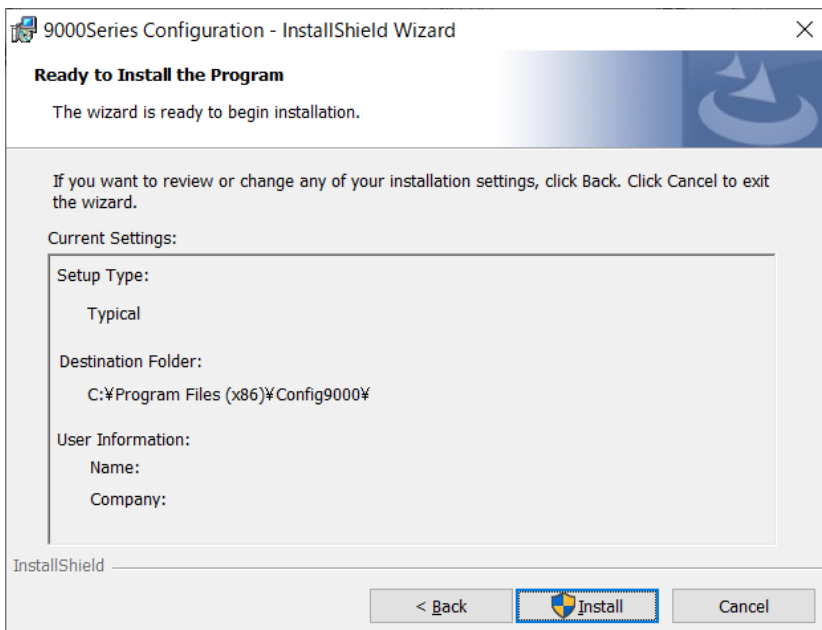 9000Series Configuration - InstallShield Wizard
Ready to Install the Program
The wizard is ready to begin installation.
If you want to review or change any of your installation settings, click Back. Click Cancel to exit
the wizard.
Current Settings:
Setup Type:
Typical
Destination Folder:
C:¥Program Files (x86)¥Config9000¥
User Information:
Name:
Company:
InstallShield
< Back
Install
Cancel